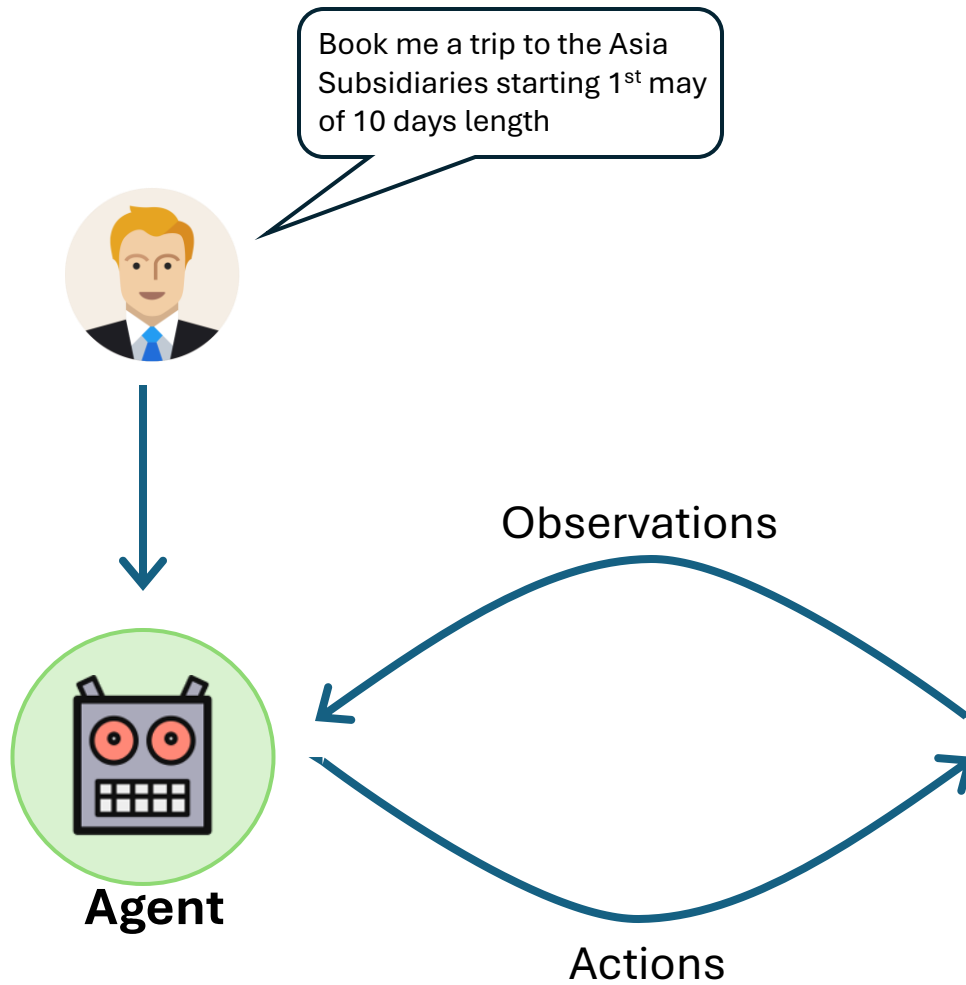 Book me a trip to the Asia
Subsidiaries starting 1st may
of 10 days length
Observations
Agent
Actions